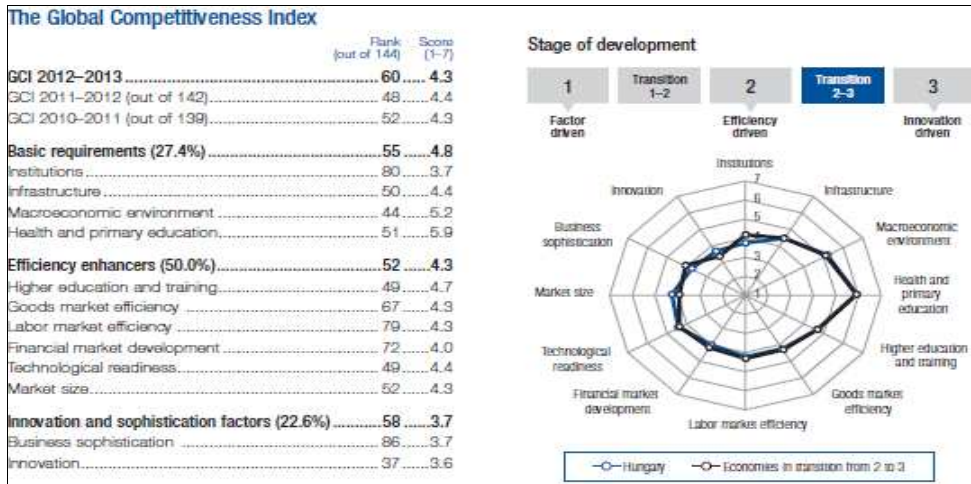 The Global Competitiveness Index
Rank Score
(out of 144) (1–7)
GCI 2012–2013 60 4.3
GCI 2011–2012 (out of 142) 48 4.4
GCI 2010–2011 (out of 139) 52 4.3
Basic requirements (27.4%) 55 4.8
Institutions 80 3.7
Infrastructure 50 4.4
Macroeconomic environment 44 5.2
Health and primary education 51 5.9
Efficiency enhancers (50.0%) 52 4.3
Higher education and training 49 4.7
Goods market efficiency 67 4.3
Labor market efficiency 79 4.3
Financial market development 72 4.0
Technological readiness 49 4.4
Market size 52 4.3
Innovation and sophistication factors (22.6%) 58 3.7
Business sophistication 86 3.7
Innovation 37 3.6
Stage of development
1
Transition
1–2
2
Transition
2–3
3
Factor
driven
Efficiency
driven
Innovation
driven
Institutions
Infrastructure
Macroeconomic
environment
Health and
primary
education
Higher education
and training
Goods market
efficiency
Labor market efficiency
Financial market
development
Technological
readiness
Market size
Business
sophistication
Innovation
7
6
5
4
3
2
1
Hungary
Economies in transition from 2 to 3